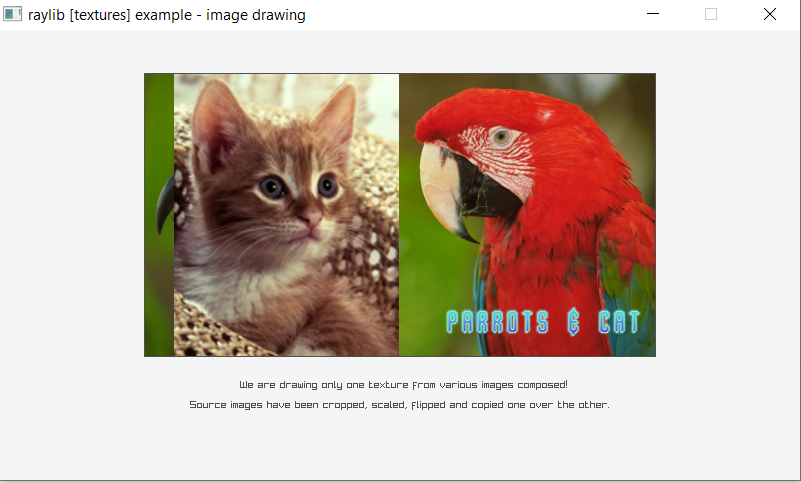 raylib [textures] example - image drawing
PARROTS & CAT
We are drawing only one texture from various images composed!
Source images have been cropped, scaled, flipped and copied one over the other.